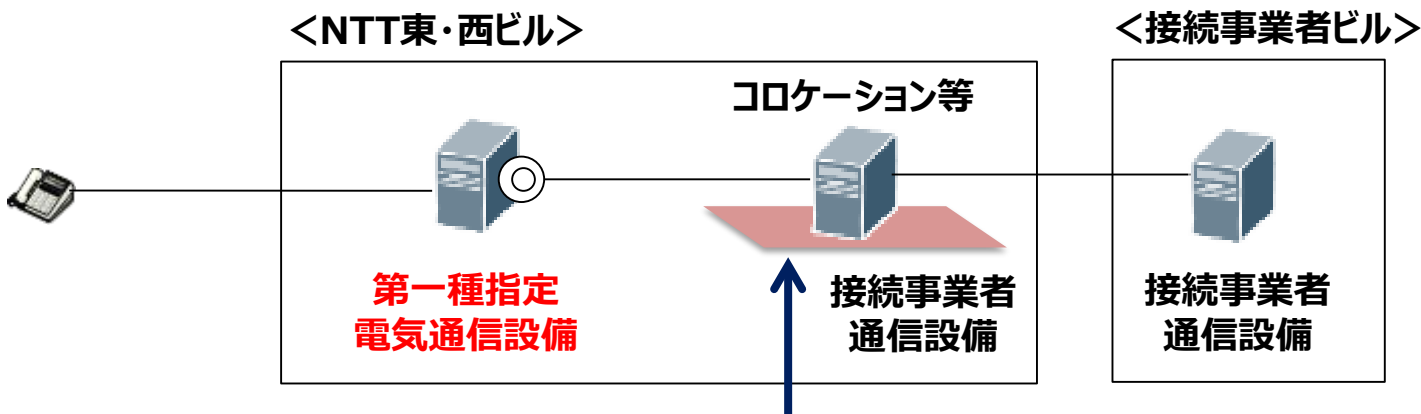 ＜NTT東・西ビル＞
＜接続事業者ビル＞
コロケーション等
第一種指定
電気通信設備
接続事業者
通信設備
接続事業者
通信設備